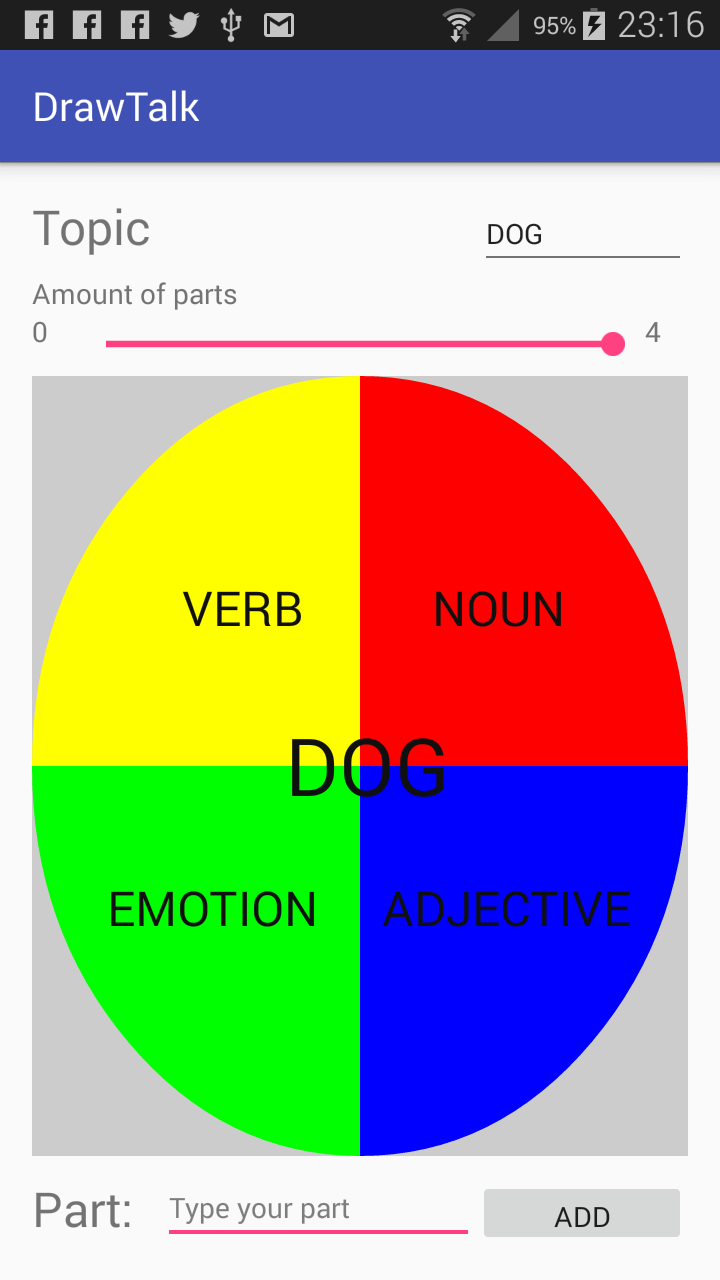 95% 23:16
DrawTalk
Topic DOG
Amount of parts
0 4
VERB NOUN
DOG
EMOTION ADJECTIVE
Part: Type your part ADD